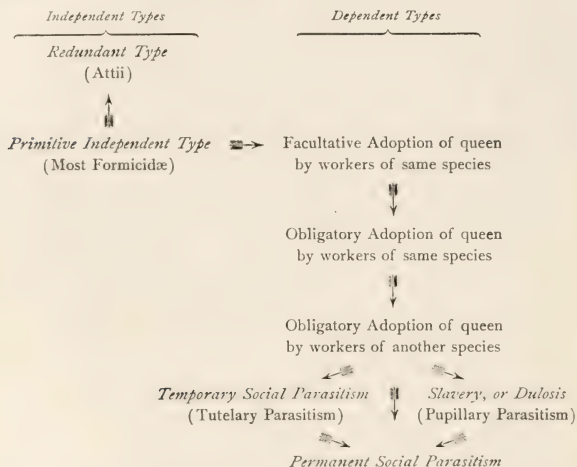 Independent Types
Dependent Types
Redundant Type
(Attii)
Primitive Independent Type
(Most Formicidæ)
Facultative Adoption of queen
by workers of same species
Obligatory Adoption of queen
by workers of same species
Obligatory Adoption of queen
by workers of another species
Temporary Social Parasitism
(Tutelary Parasitism)
Slavery, or Dulosis
(Pupillary Parasitism)
Permanent Social Parasitism